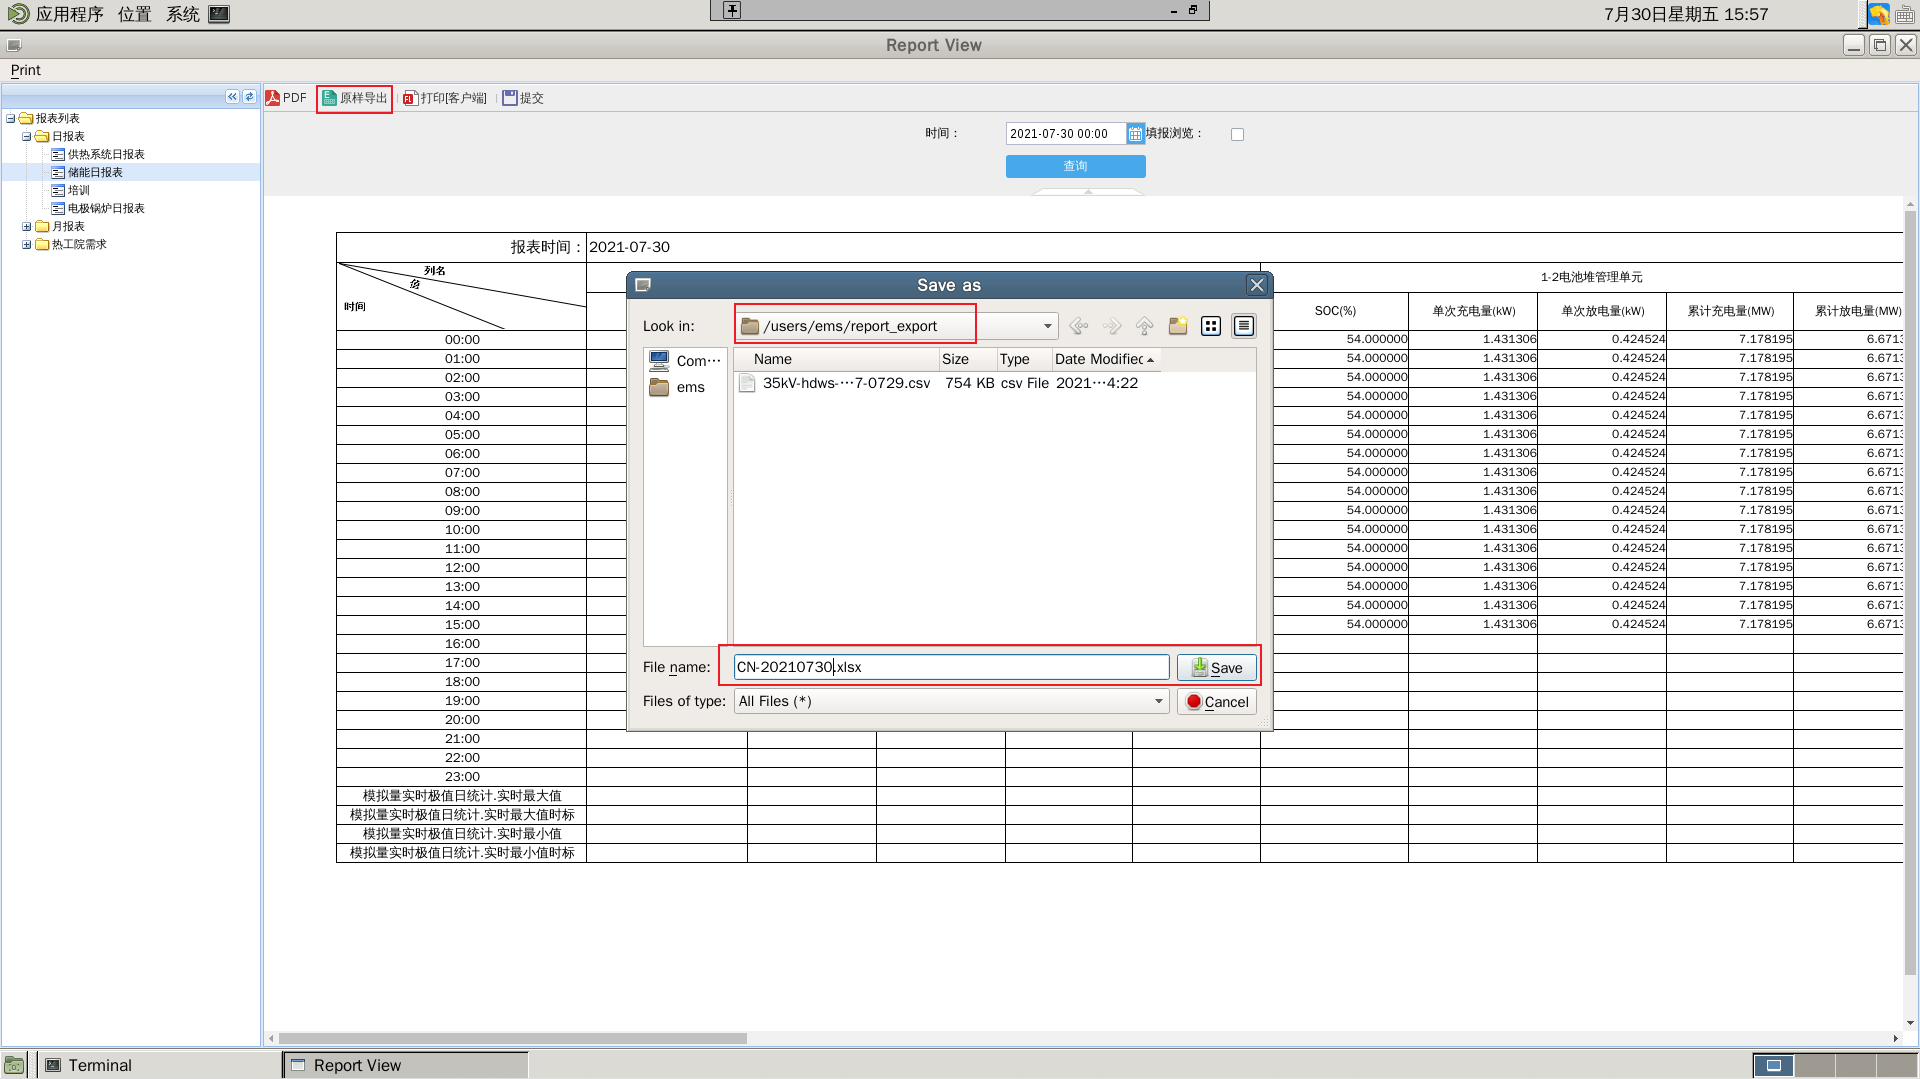 应用程序 位置 系统
7月30日星期五 15:57
Report View
Print
PDF 原样导出 打印[客户端] 提交
报表列表
日报表
供热系统日报表
储能日报表
培训
电极锅炉日报表
月报表
热工院需求
时间： 2021-07-30 00:00 填报浏览：
查询
报表时间： 2021-07-30
列名
时间
1-2电池堆管理单元
SOC(%) 单次充电量(kW) 单次放电量(kW) 累计充电量(MW) 累计放电量(MW)
00:00 54.000000 1.431306 0.424524 7.178195 6.6713
01:00 54.000000 1.431306 0.424524 7.178195 6.6713
02:00 54.000000 1.431306 0.424524 7.178195 6.6713
03:00 54.000000 1.431306 0.424524 7.178195 6.6713
04:00 54.000000 1.431306 0.424524 7.178195 6.6713
05:00 54.000000 1.431306 0.424524 7.178195 6.6713
06:00 54.000000 1.431306 0.424524 7.178195 6.6713
07:00 54.000000 1.431306 0.424524 7.178195 6.6713
08:00 54.000000 1.431306 0.424524 7.178195 6.6713
09:00 54.000000 1.431306 0.424524 7.178195 6.6713
10:00 54.000000 1.431306 0.424524 7.178195 6.6713
11:00 54.000000 1.431306 0.424524 7.178195 6.6713
12:00 54.000000 1.431306 0.424524 7.178195 6.6713
13:00 54.000000 1.431306 0.424524 7.178195 6.6713
14:00 54.000000 1.431306 0.424524 7.178195 6.6713
15:00 54.000000 1.431306 0.424524 7.178195 6.6713
16:00
17:00
18:00
19:00
20:00
21:00
22:00
23:00
模拟量实时极值日统计.实时最大值
模拟量实时极值日统计.实时最大值时标
模拟量实时极值日统计.实时最小值
模拟量实时极值日统计.实时最小值时标
Save as
Look in: /users/ems/report_export
Com···
ems
Name Size Type Date Modified
35kV-hdws-···7-0729.csv 754 KB csv File 2021···4:22
File name: CN-20210730.xlsx Save
Files of type: All Files (*) Cancel
Terminal
Report View